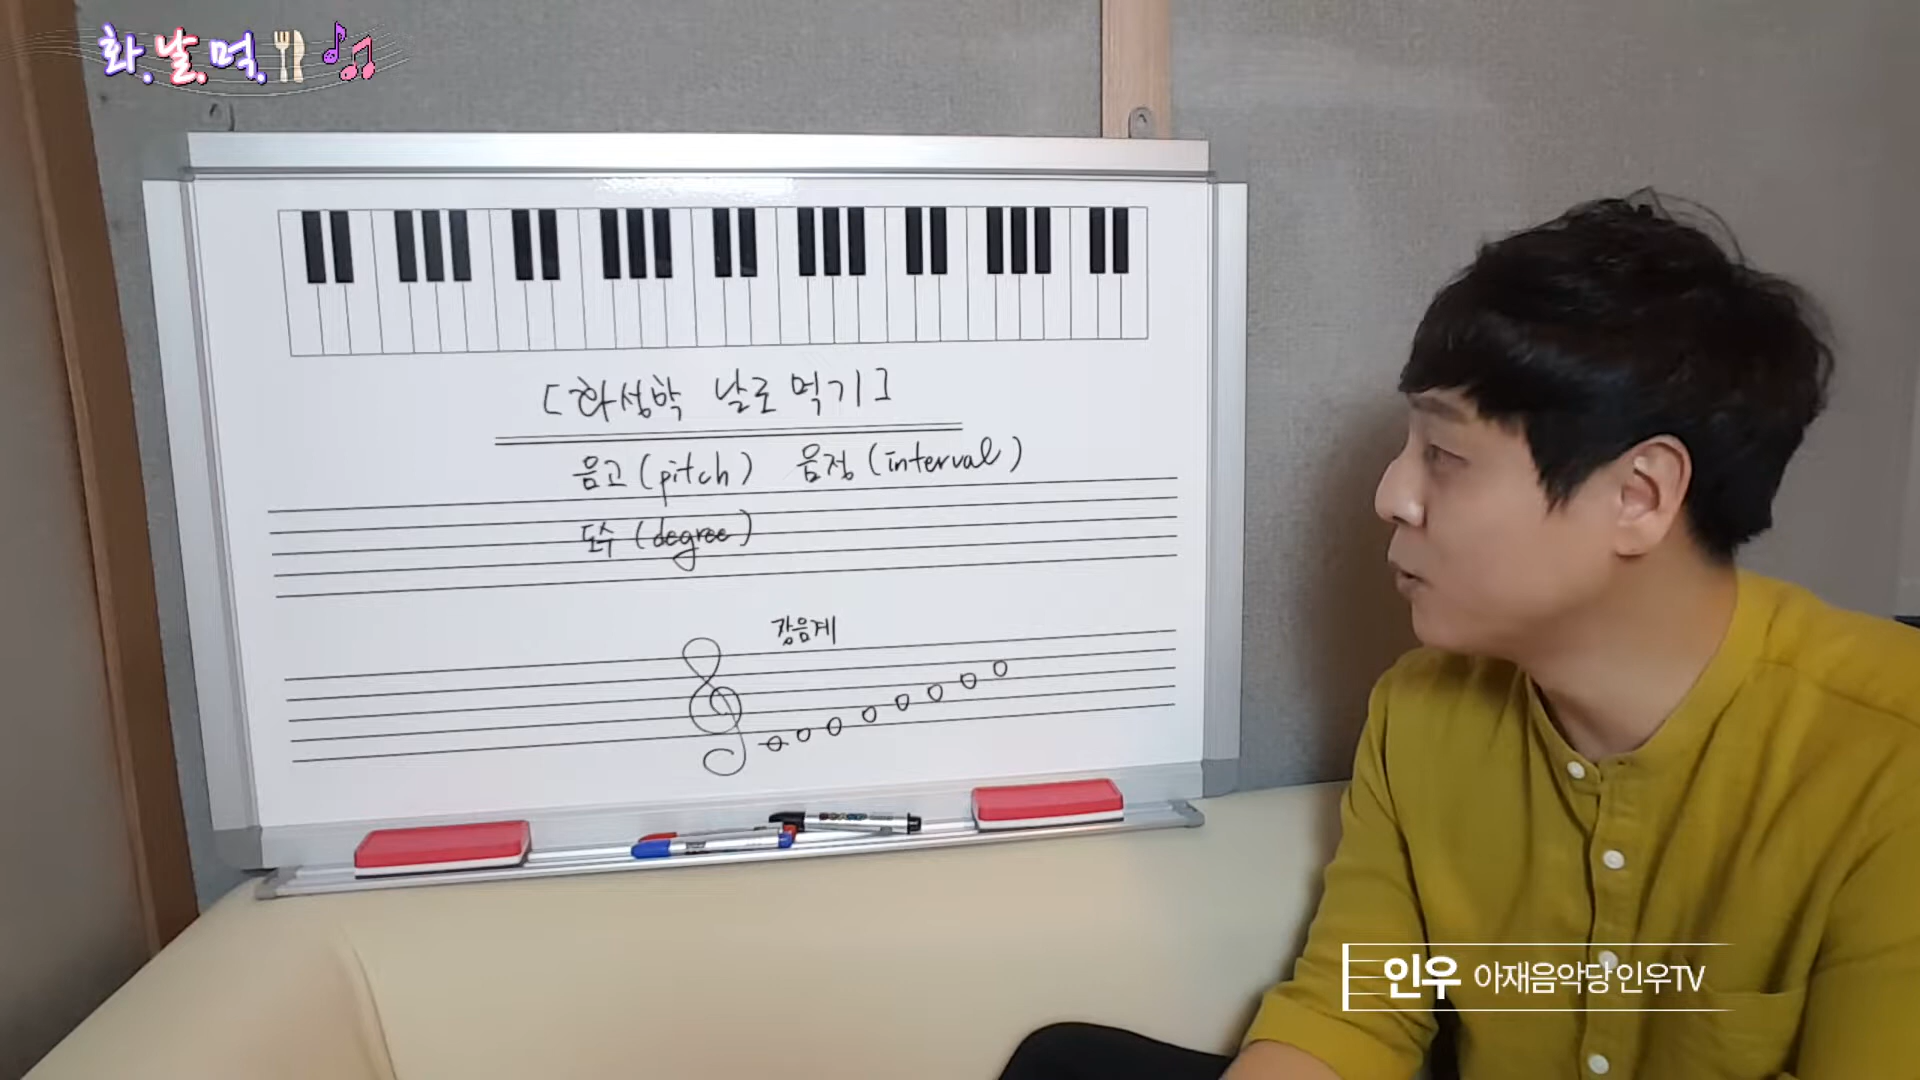 화.날.먹.
[화성학 날로 먹기]
음고(pitch) 음정(interval)
도수(degree)
장음계
인우 아재음악당인우TV